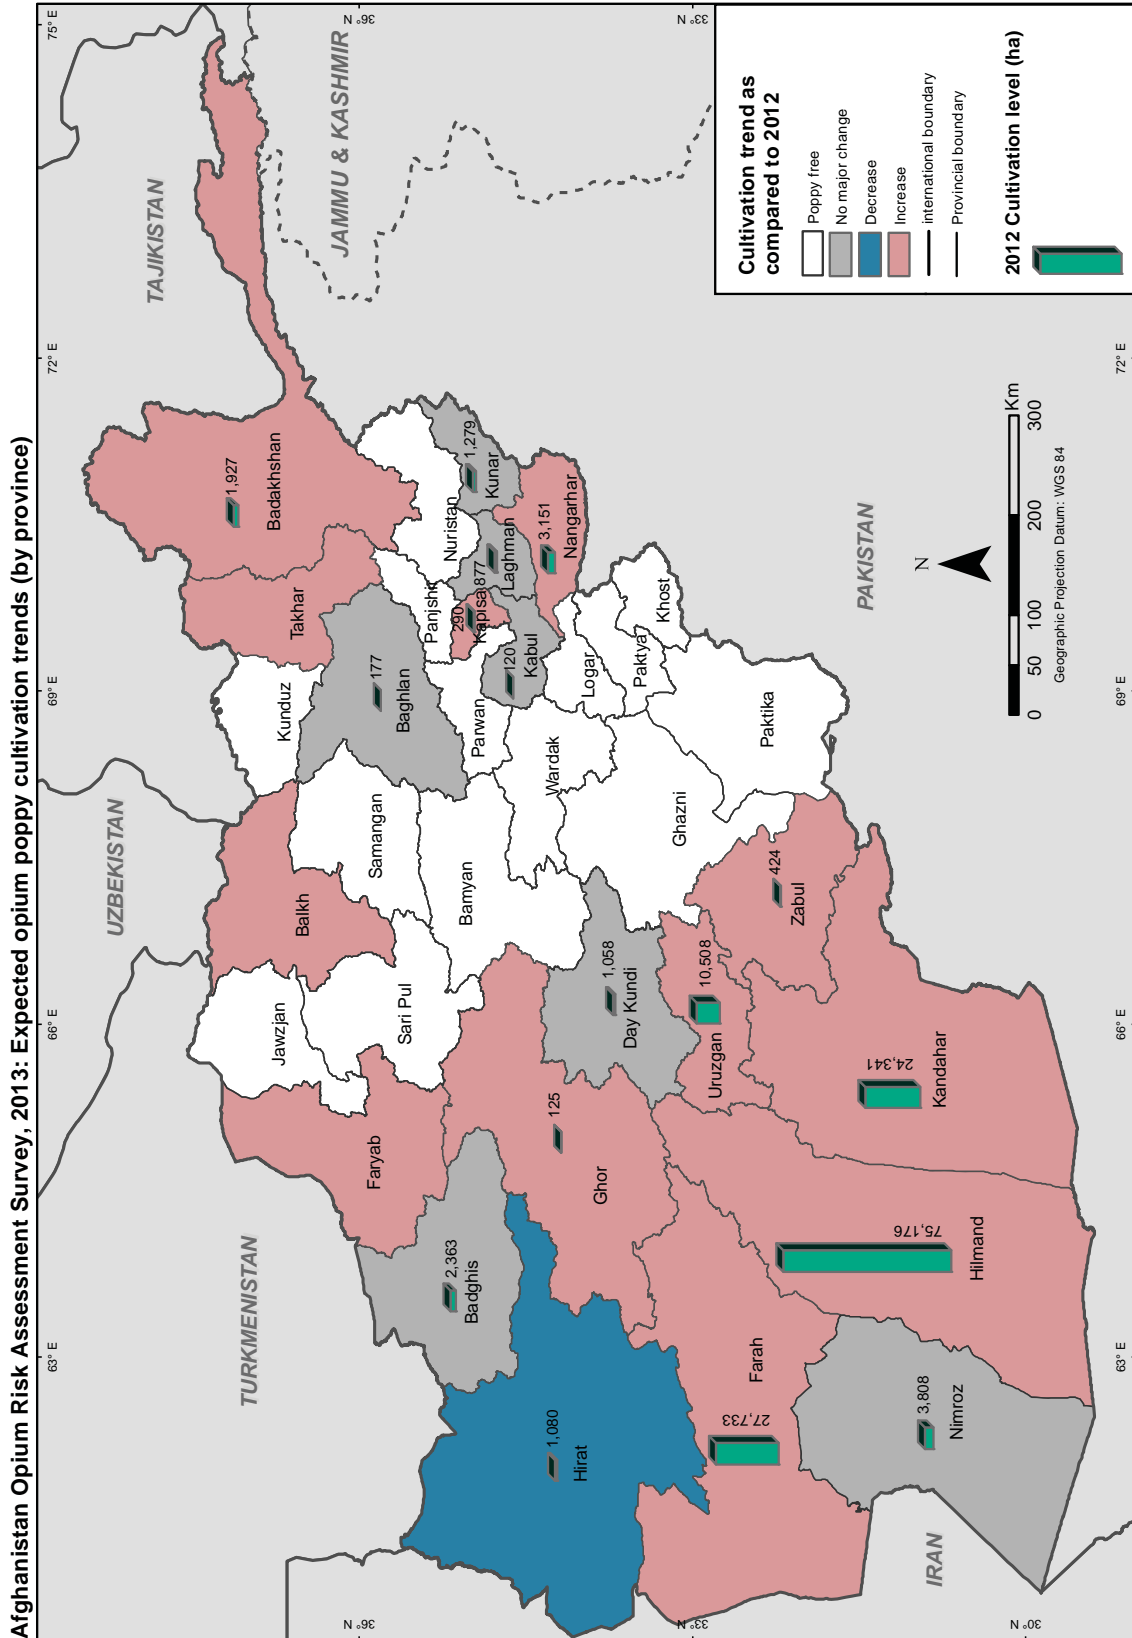 Afghanistan Opium Risk Assessment Survey, 2013: Expected opium poppy cultivation trends (by province)
63° E
66° E
69° E
72° E
75° E
36° N
33° N
30° N
36° N
33° N
63° E
66° E
69° E
72° E
TURKMENISTAN
UZBEKISTAN
TAJIKISTAN
JAMMU & KASHMIR
PAKISTAN
IRAN
1,927
Badakhshan
Takhar
Kunduz
Balkh
Jawzjan
Faryab
Sari Pul
Samangan
177
Baghlan
Panjshir
Nuristan
1,279
Kunar
877
Laghman
290
Kapisa
3,151
Nangarhar
120
Kabul
Parwan
Bamyan
Wardak
Logar
Paktya
Khost
Paktika
Ghazni
1,058
Day Kundi
125
Ghor
2,363
Badghis
1,080
Hirat
27,733
Farah
3,808
Nimroz
75,176
Hilmand
24,341
Kandahar
10,508
Uruzgan
424
Zabul
N
0
50
100
200
300
Km
Geographic Projection Datum: WGS 84
Cultivation trend as
compared to 2012
Poppy free
No major change
Decrease
Increase
international boundary
Provincial boundary
2012 Cultivation level (ha)